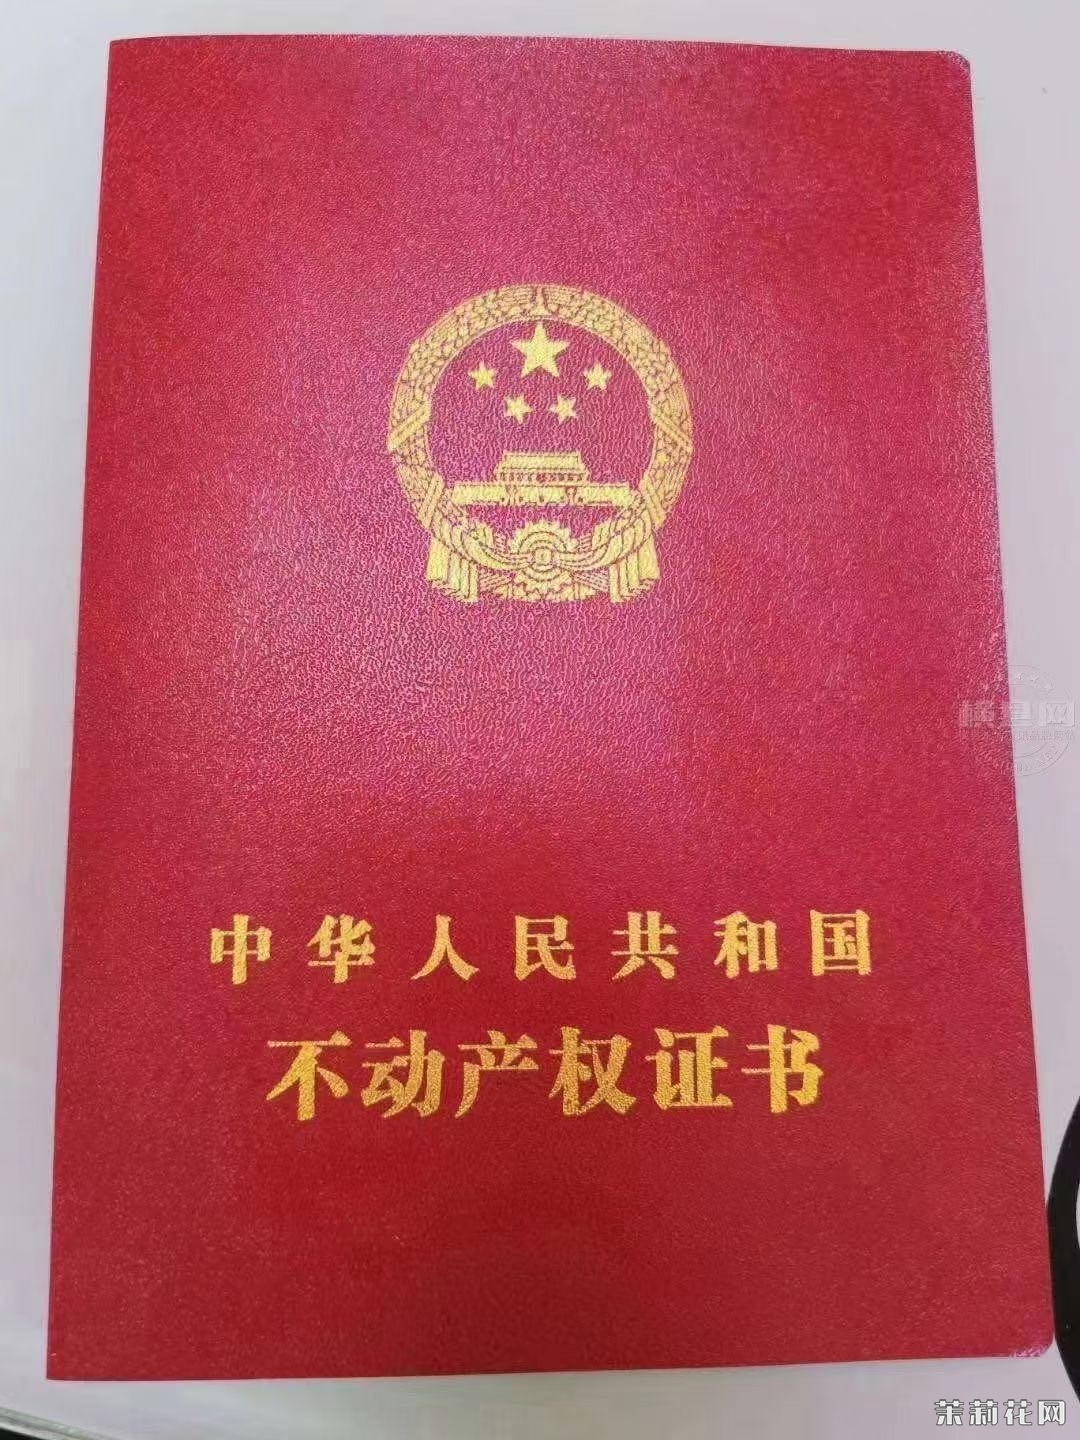 中华人民共和国
不动产权证书
茉莉花网